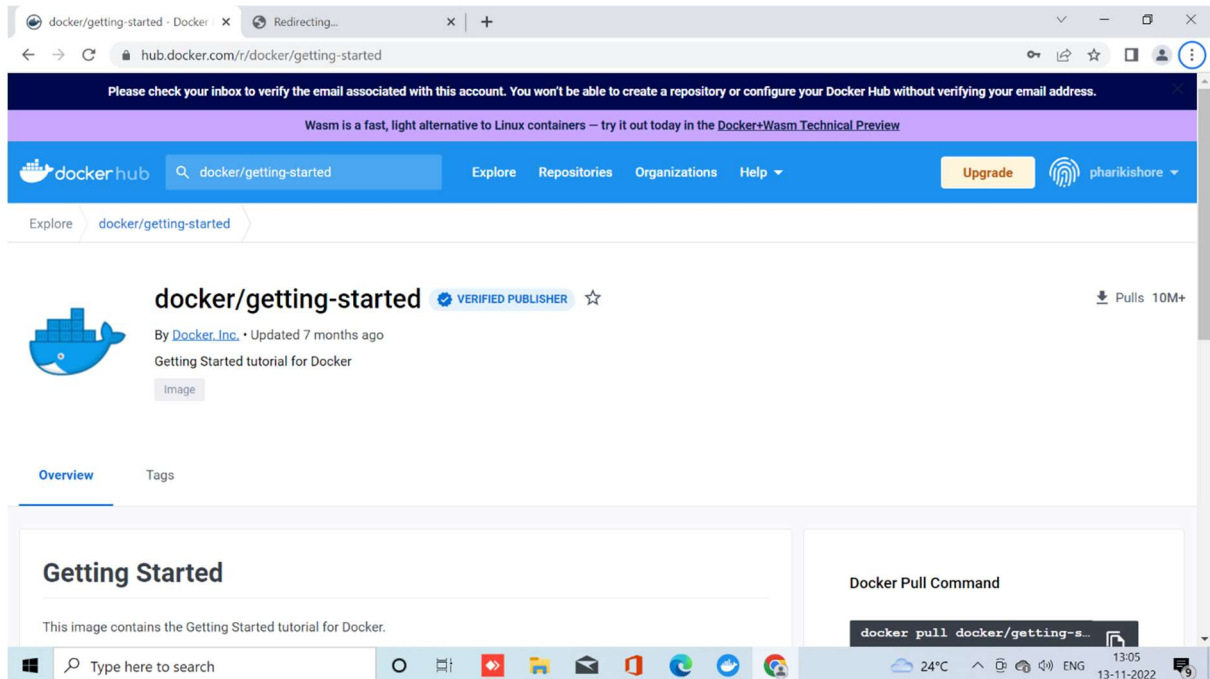 docker/getting-started - Docker
Redirecting...
hub.docker.com/r/docker/getting-started
Please check your inbox to verify the email associated with this account. You won't be able to create a repository or configure your Docker Hub without verifying your email address.
Wasm is a fast, light alternative to Linux containers — try it out today in the Docker+Wasm Technical Preview
dockerhub
docker/getting-started
Explore Repositories Organizations Help
Upgrade
pharikishore
Explore docker/getting-started
docker/getting-started VERIFIED PUBLISHER
Pulls 10M+
By Docker, Inc. • Updated 7 months ago
Getting Started tutorial for Docker
Image
Overview Tags
Getting Started
This image contains the Getting Started tutorial for Docker.
Docker Pull Command
docker pull docker/getting-s…
Type here to search
24°C
ENG
13:05
13-11-2022
9